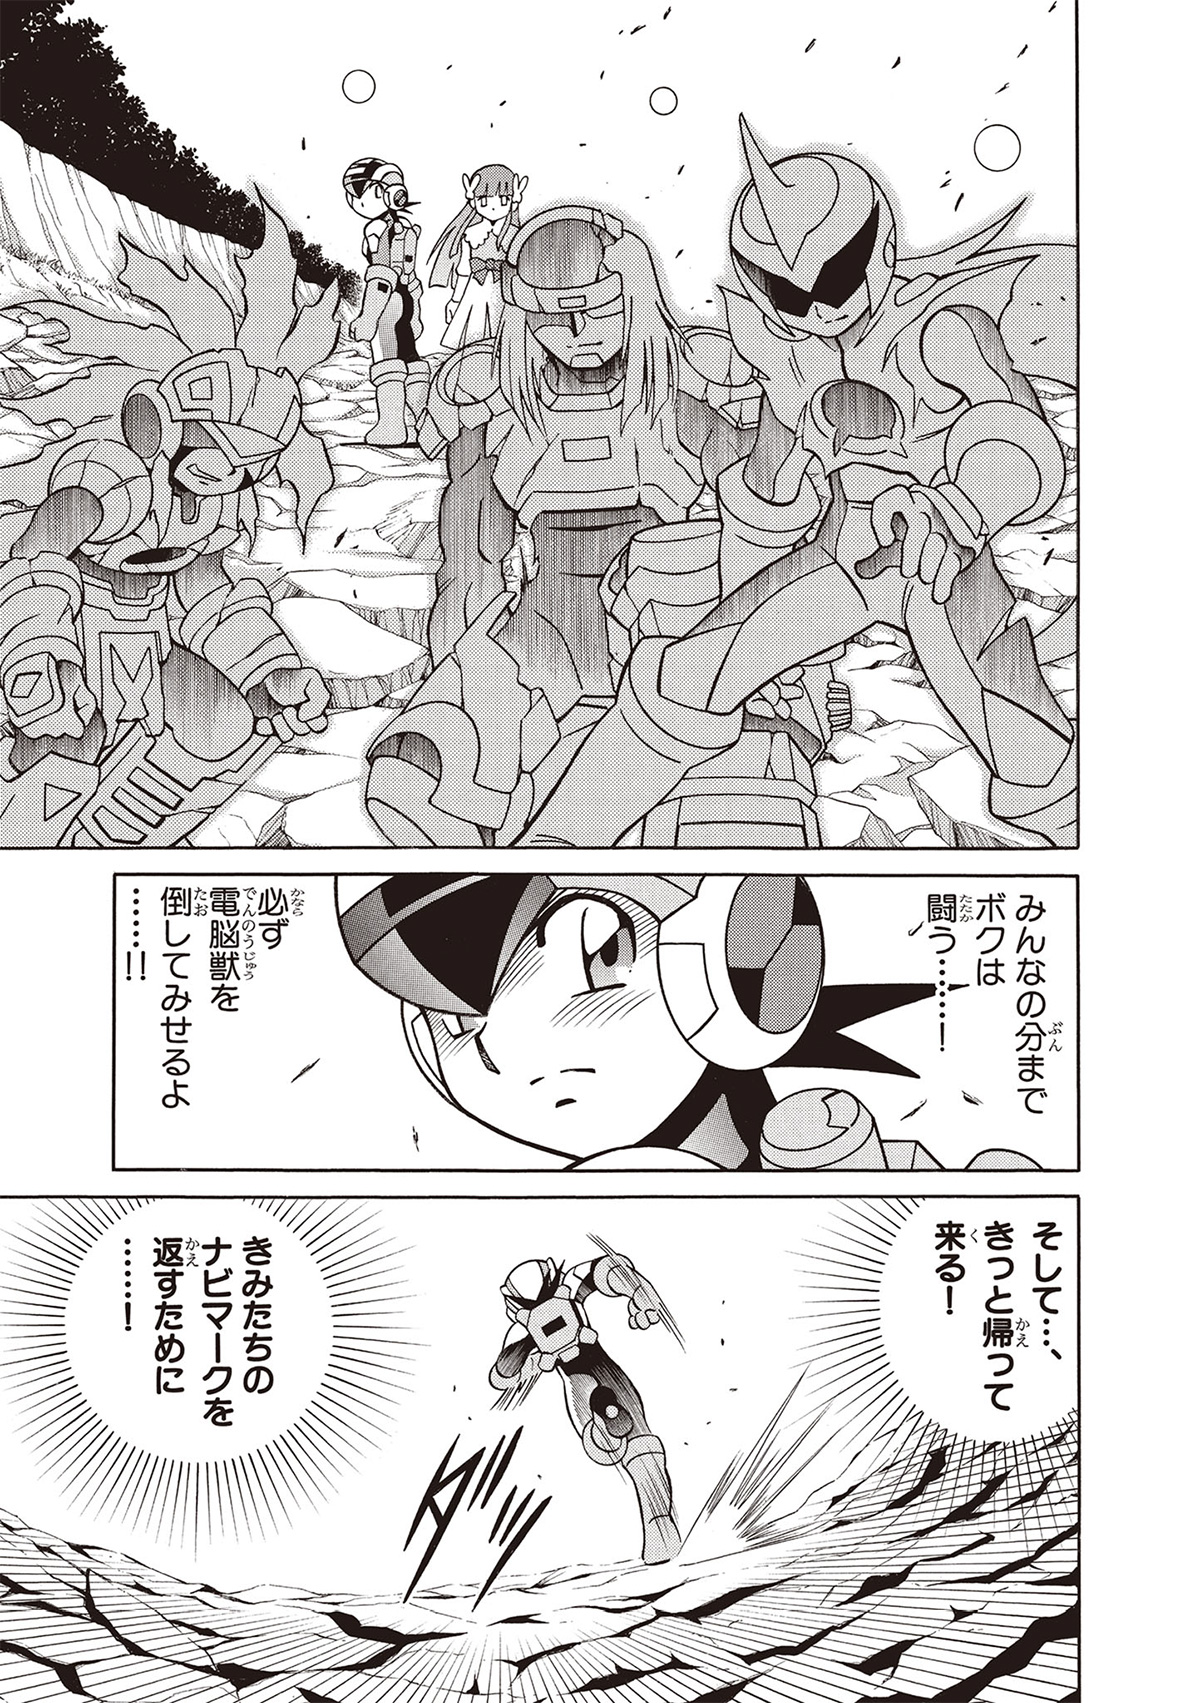 みんなの分まで
ボクは
闘う………！
必ず
電脳獣を
倒してみせるよ
………!!
そして…、
きっと帰って
来る！
きみたちの
ナビマークを
返すために
………！
ダッ